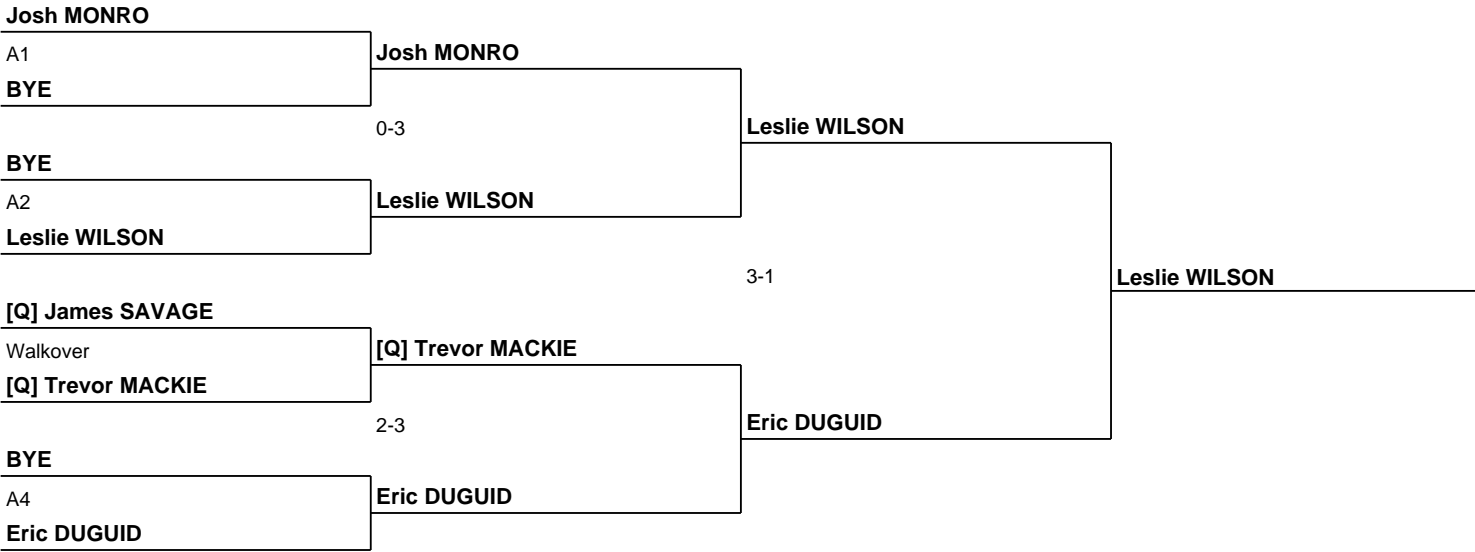 Josh MONRO
A1
Josh MONRO
BYE
0-3
Leslie WILSON
BYE
A2
Leslie WILSON
Leslie WILSON
3-1
Leslie WILSON
[Q] James SAVAGE
Walkover
[Q] Trevor MACKIE
[Q] Trevor MACKIE
2-3
Eric DUGUID
BYE
A4
Eric DUGUID
Eric DUGUID